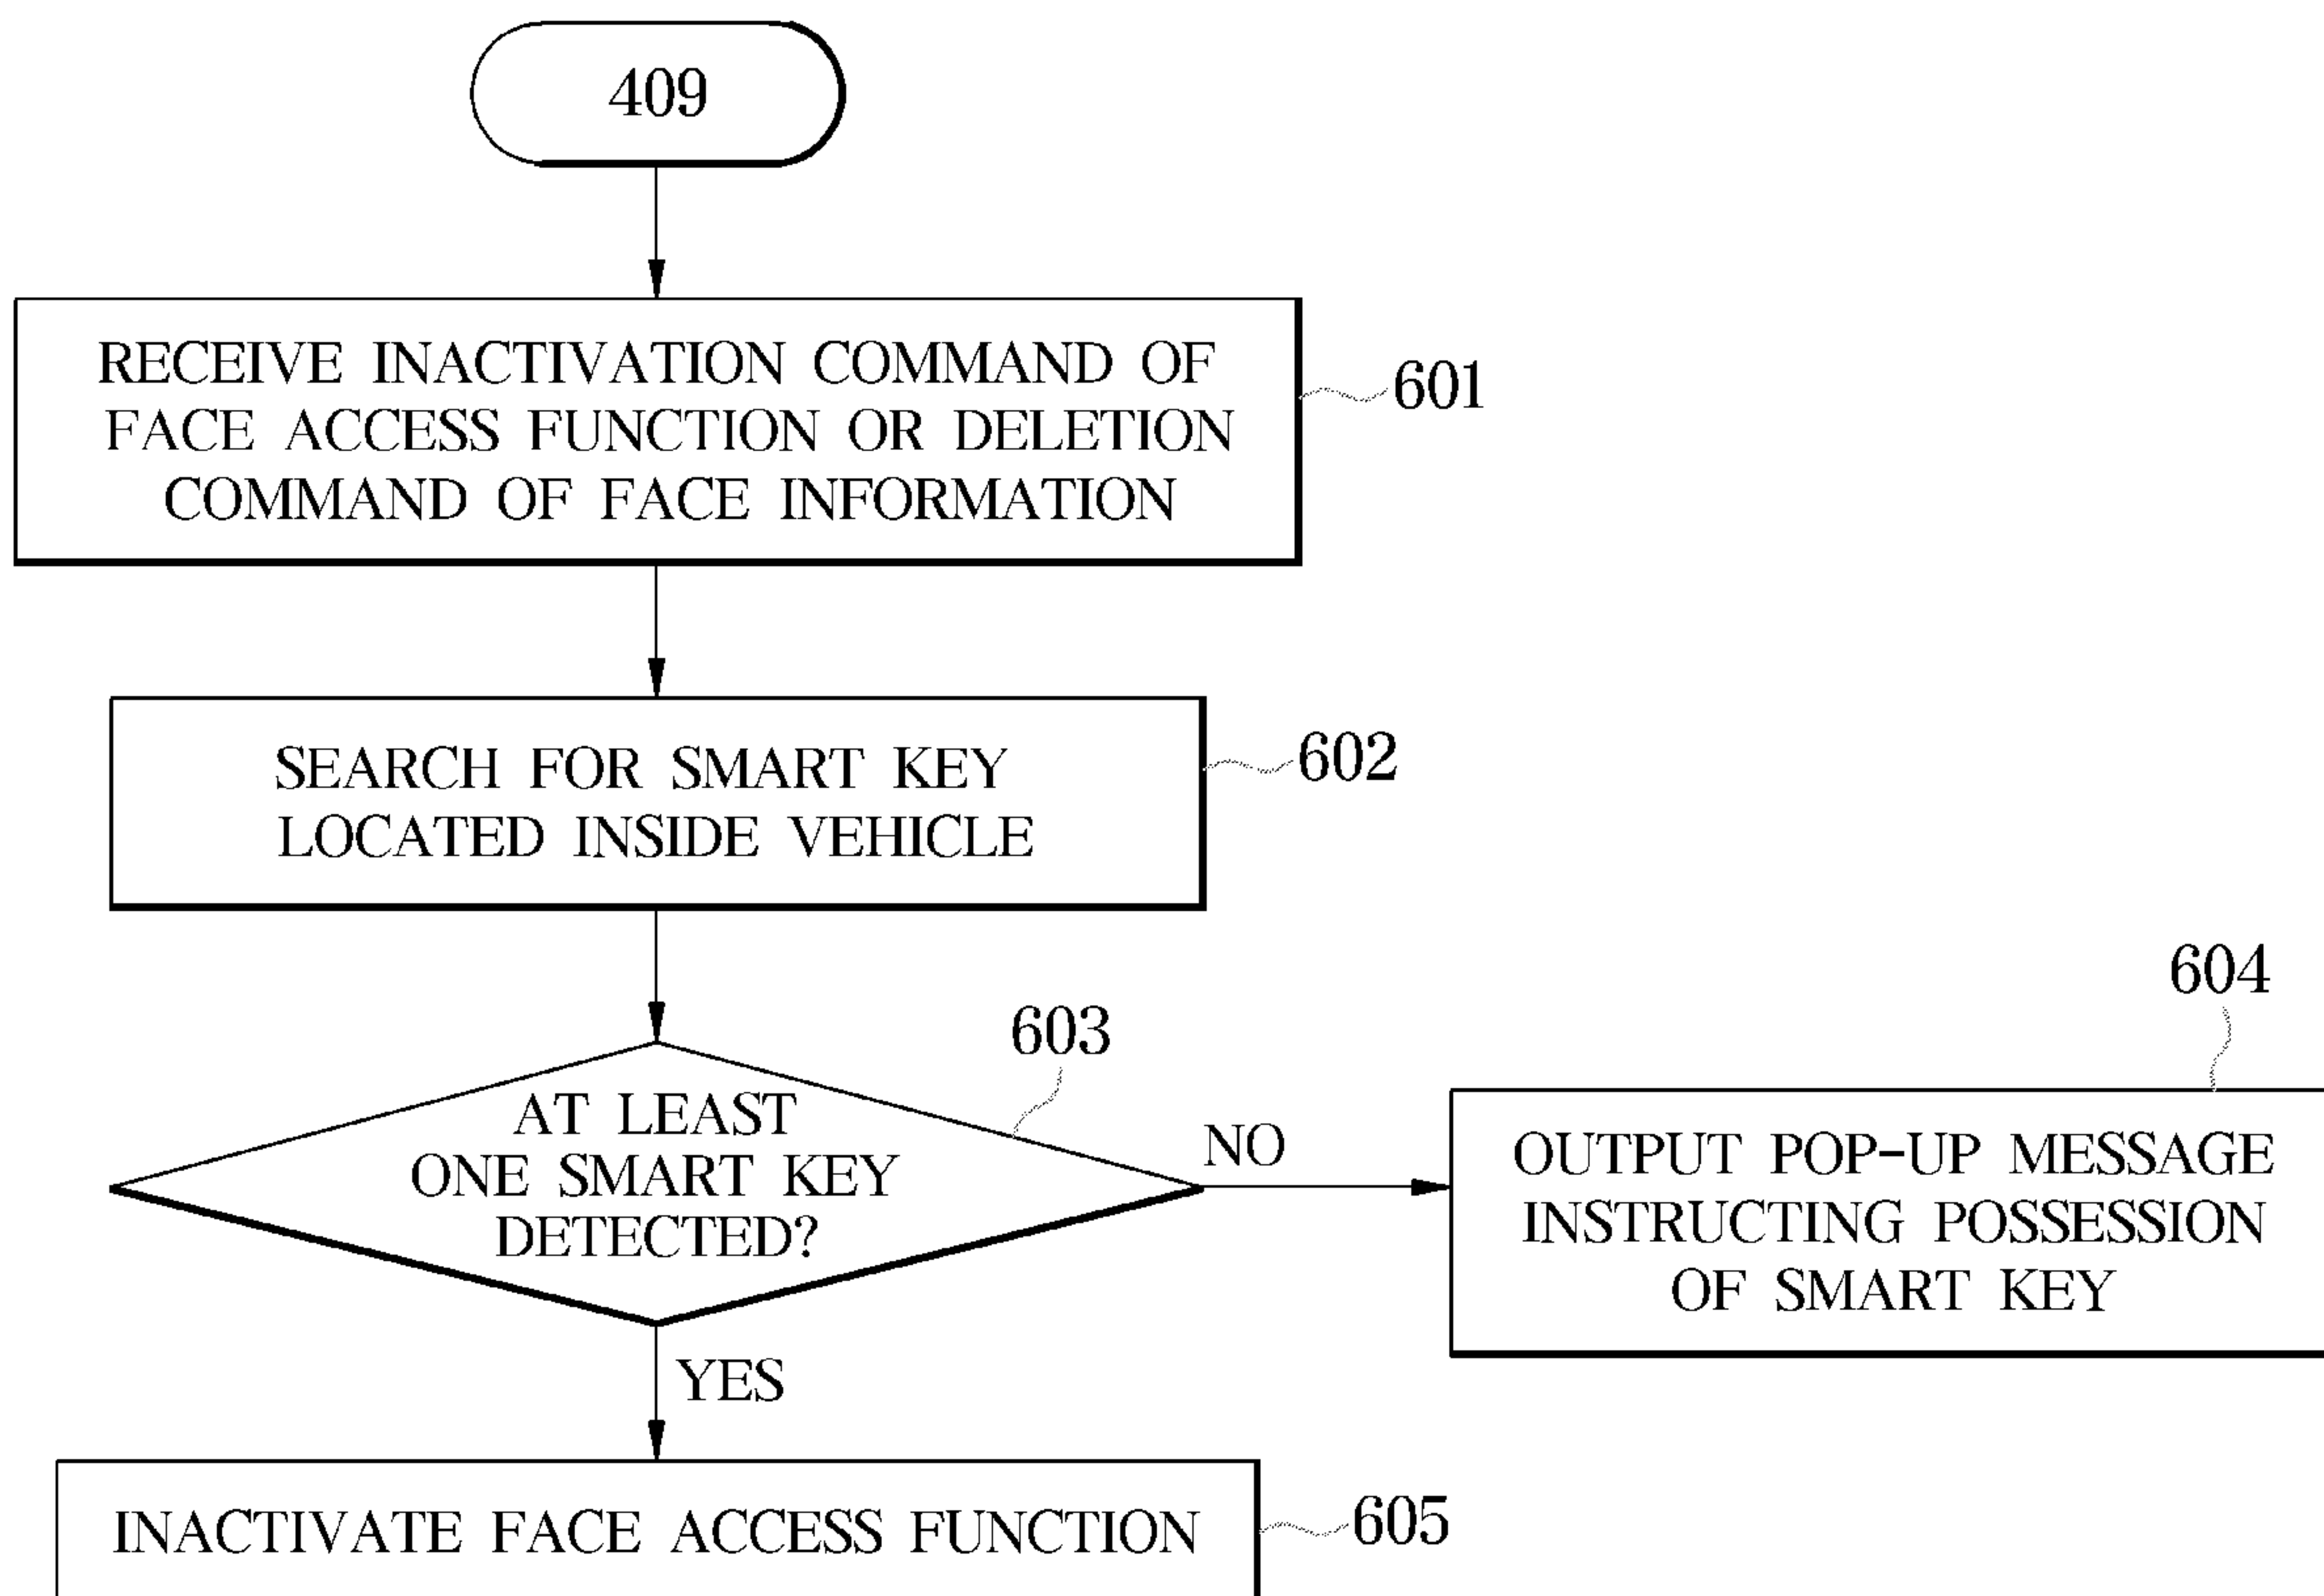 409
RECEIVE INACTIVATION COMMAND OF
FACE ACCESS FUNCTION OR DELETION
COMMAND OF FACE INFORMATION
601
SEARCH FOR SMART KEY
LOCATED INSIDE VEHICLE
602
AT LEAST
ONE SMART KEY
DETECTED?
603
NO
604
OUTPUT POP-UP MESSAGE
INSTRUCTING POSSESSION
OF SMART KEY
YES
INACTIVATE FACE ACCESS FUNCTION
605